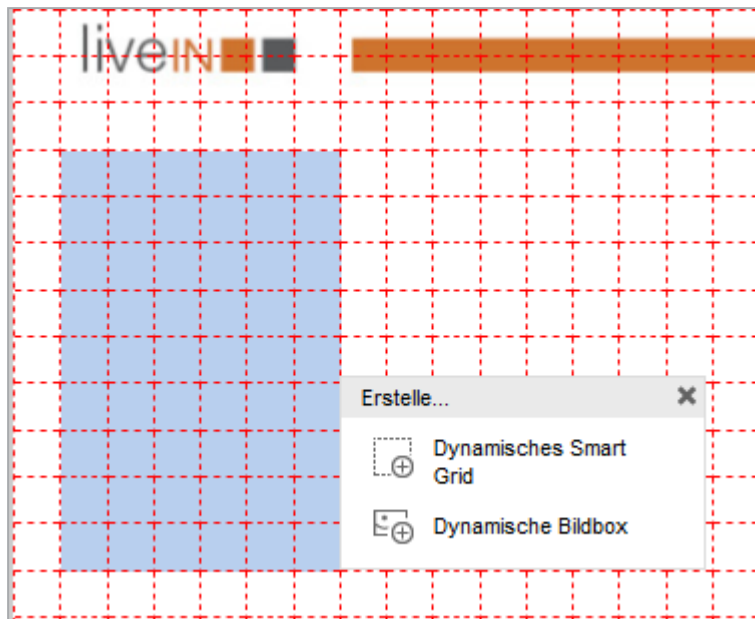 liveIN
Erstelle...
Dynamisches Smart
Grid
Dynamische Bildbox